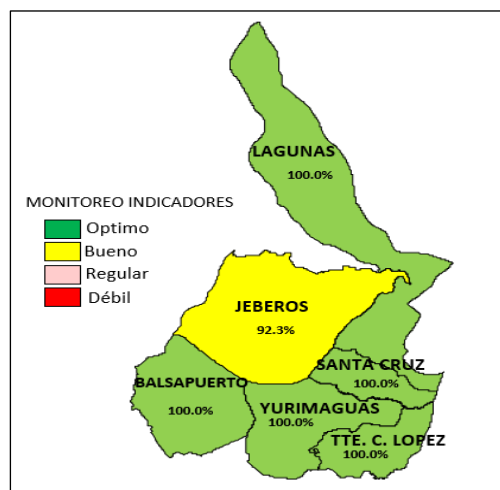 LAGUNAS
100.0%
MONITOREO INDICADORES
Optimo
Bueno
Regular
Débil
JEBEROS
92.3%
SANTA CRUZ
100.0%
BALSAPUERTO
100.0%
YURIMAGUAS
100.0%
TTE. C. LOPEZ
100.0%